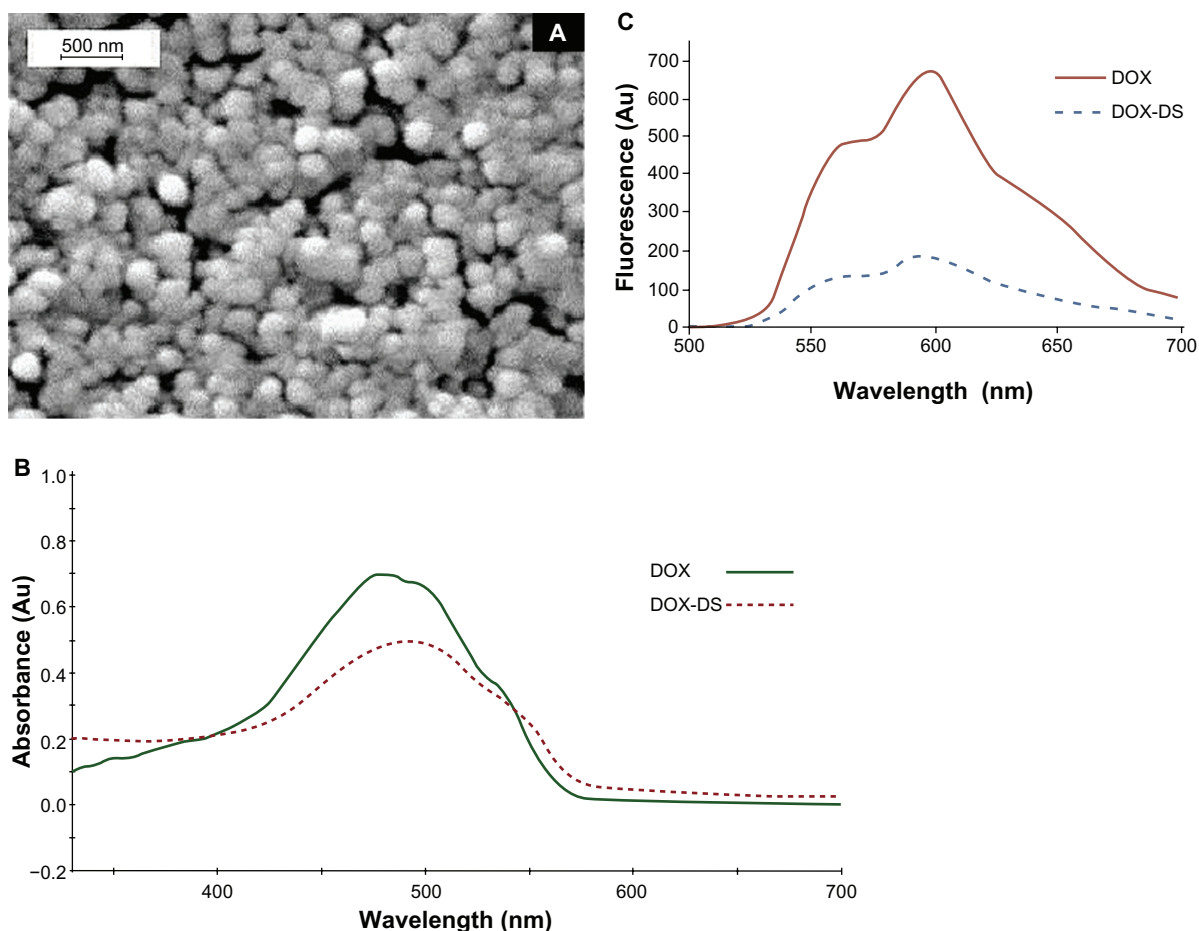 A
500 nm
C
Fluorescence (Au)
700
600
500
400
300
200
100
0
500
550
600
650
700
Wavelength (nm)
DOX
DOX-DS
B
Absorbance (Au)
1.0
0.8
0.6
0.4
0.2
0.0
−0.2
400
500
600
700
Wavelength (nm)
DOX
DOX-DS